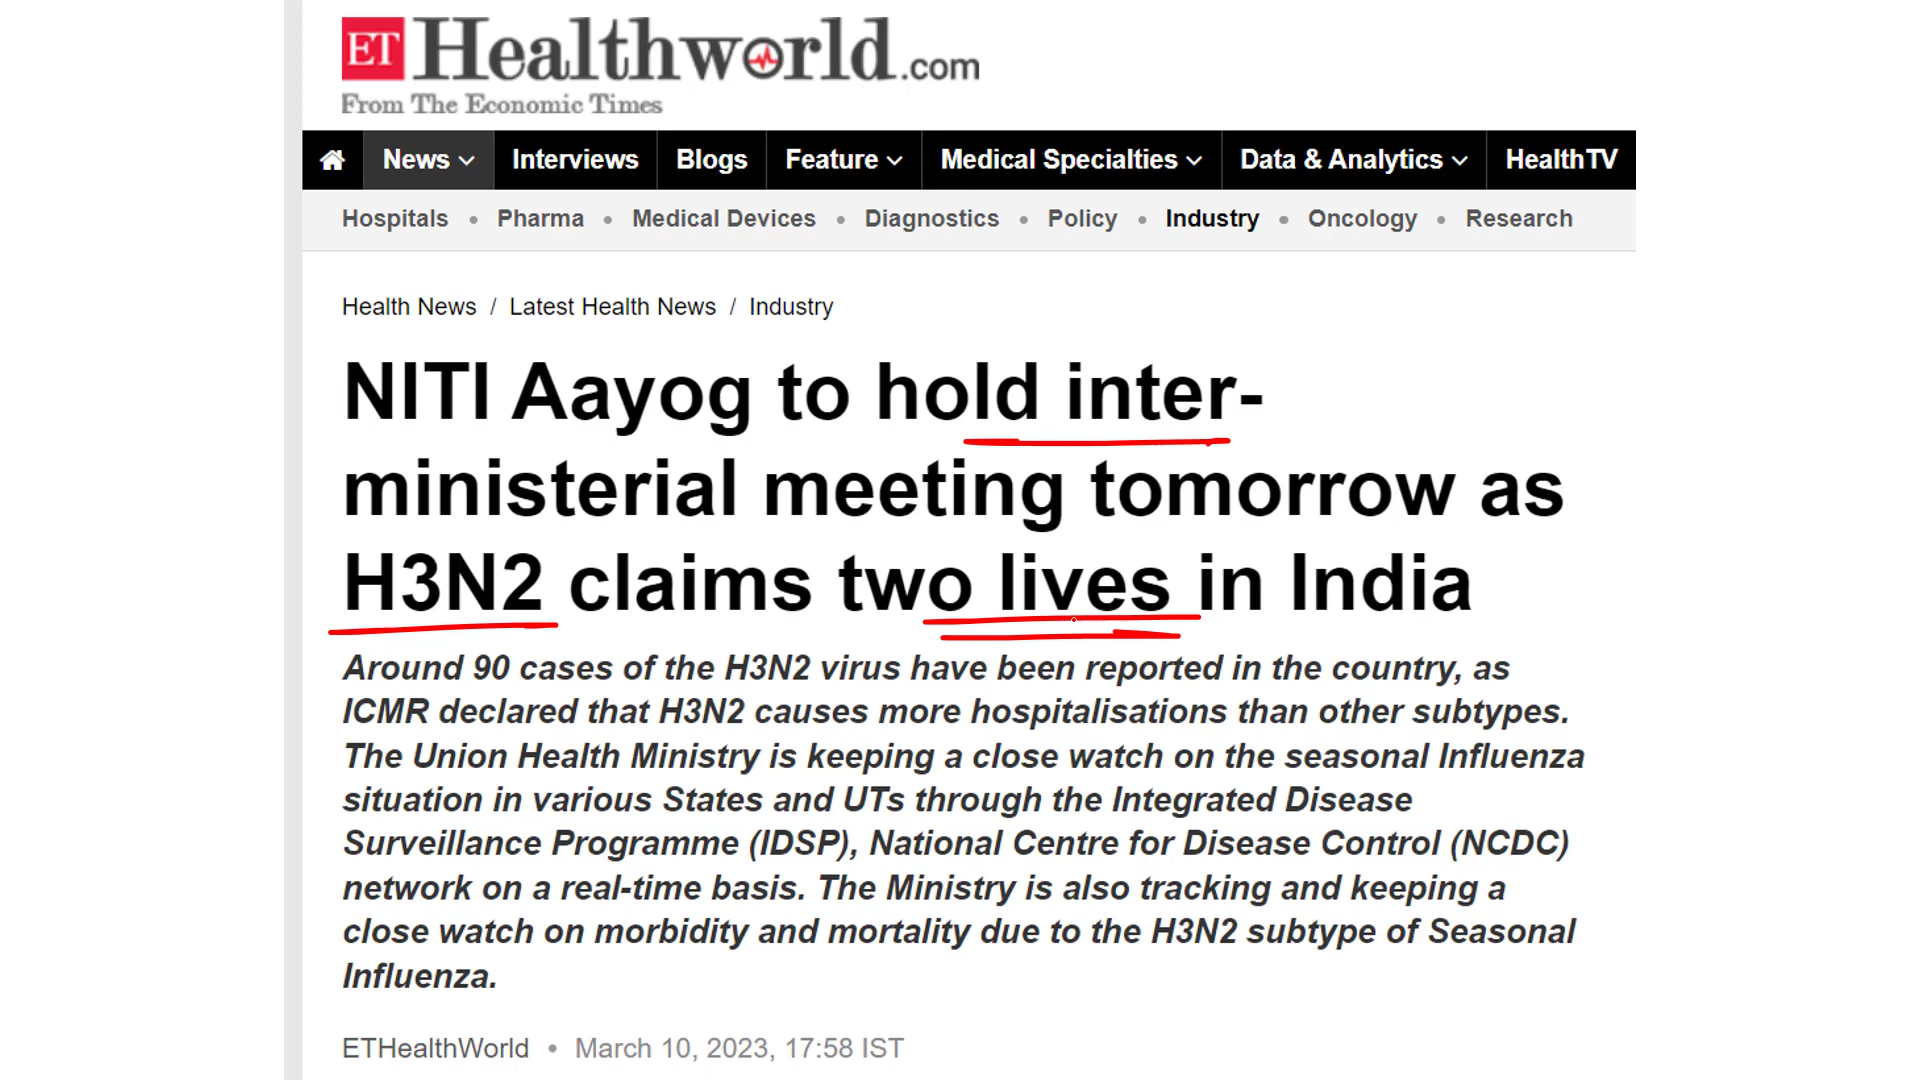 ET Healthworld.com
From The Economic Times
News Interviews Blogs Feature Medical Specialties Data & Analytics HealthTV
Hospitals • Pharma • Medical Devices • Diagnostics • Policy • Industry • Oncology • Research
Health News / Latest Health News / Industry
NITI Aayog to hold inter-
ministerial meeting tomorrow as
H3N2 claims two lives in India
Around 90 cases of the H3N2 virus have been reported in the country, as
ICMR declared that H3N2 causes more hospitalisations than other subtypes.
The Union Health Ministry is keeping a close watch on the seasonal Influenza
situation in various States and UTs through the Integrated Disease
Surveillance Programme (IDSP), National Centre for Disease Control (NCDC)
network on a real-time basis. The Ministry is also tracking and keeping a
close watch on morbidity and mortality due to the H3N2 subtype of Seasonal
Influenza.
ETHealthWorld • March 10, 2023, 17:58 IST